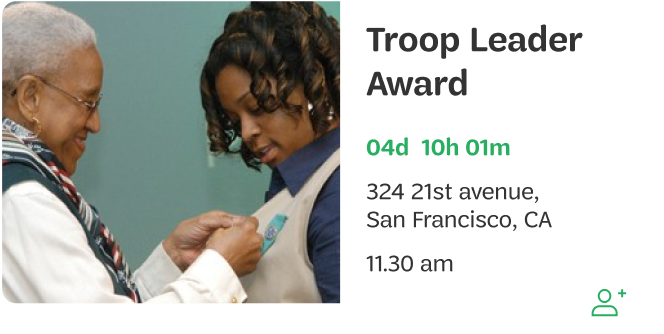 Troop Leader
Award
04d 10h 01m
324 21st avenue,
San Francisco, CA
11.30 am